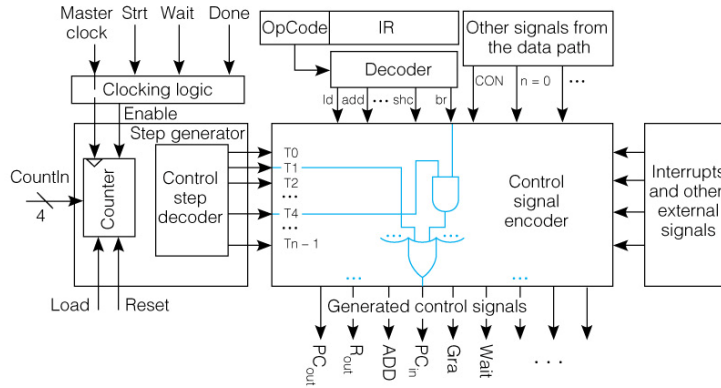 Master clock
Strt
Wait
Done
OpCode
IR
Other signals from
the data path
Decoder
Clocking logic
ld
add
•••
shc
br
CON
n = 0
•••
Enable
Step generator
CountIn
4
Counter
Control
step
decoder
T0
T1
T2
•••
T4
•••
Tn – 1
•••
•••
Control
signal
encoder
Interrupts
and other
external
signals
•••
•••
Load
Reset
Generated control signals
PCout
Rout
ADD
PCin
Gra
Wait
• • •